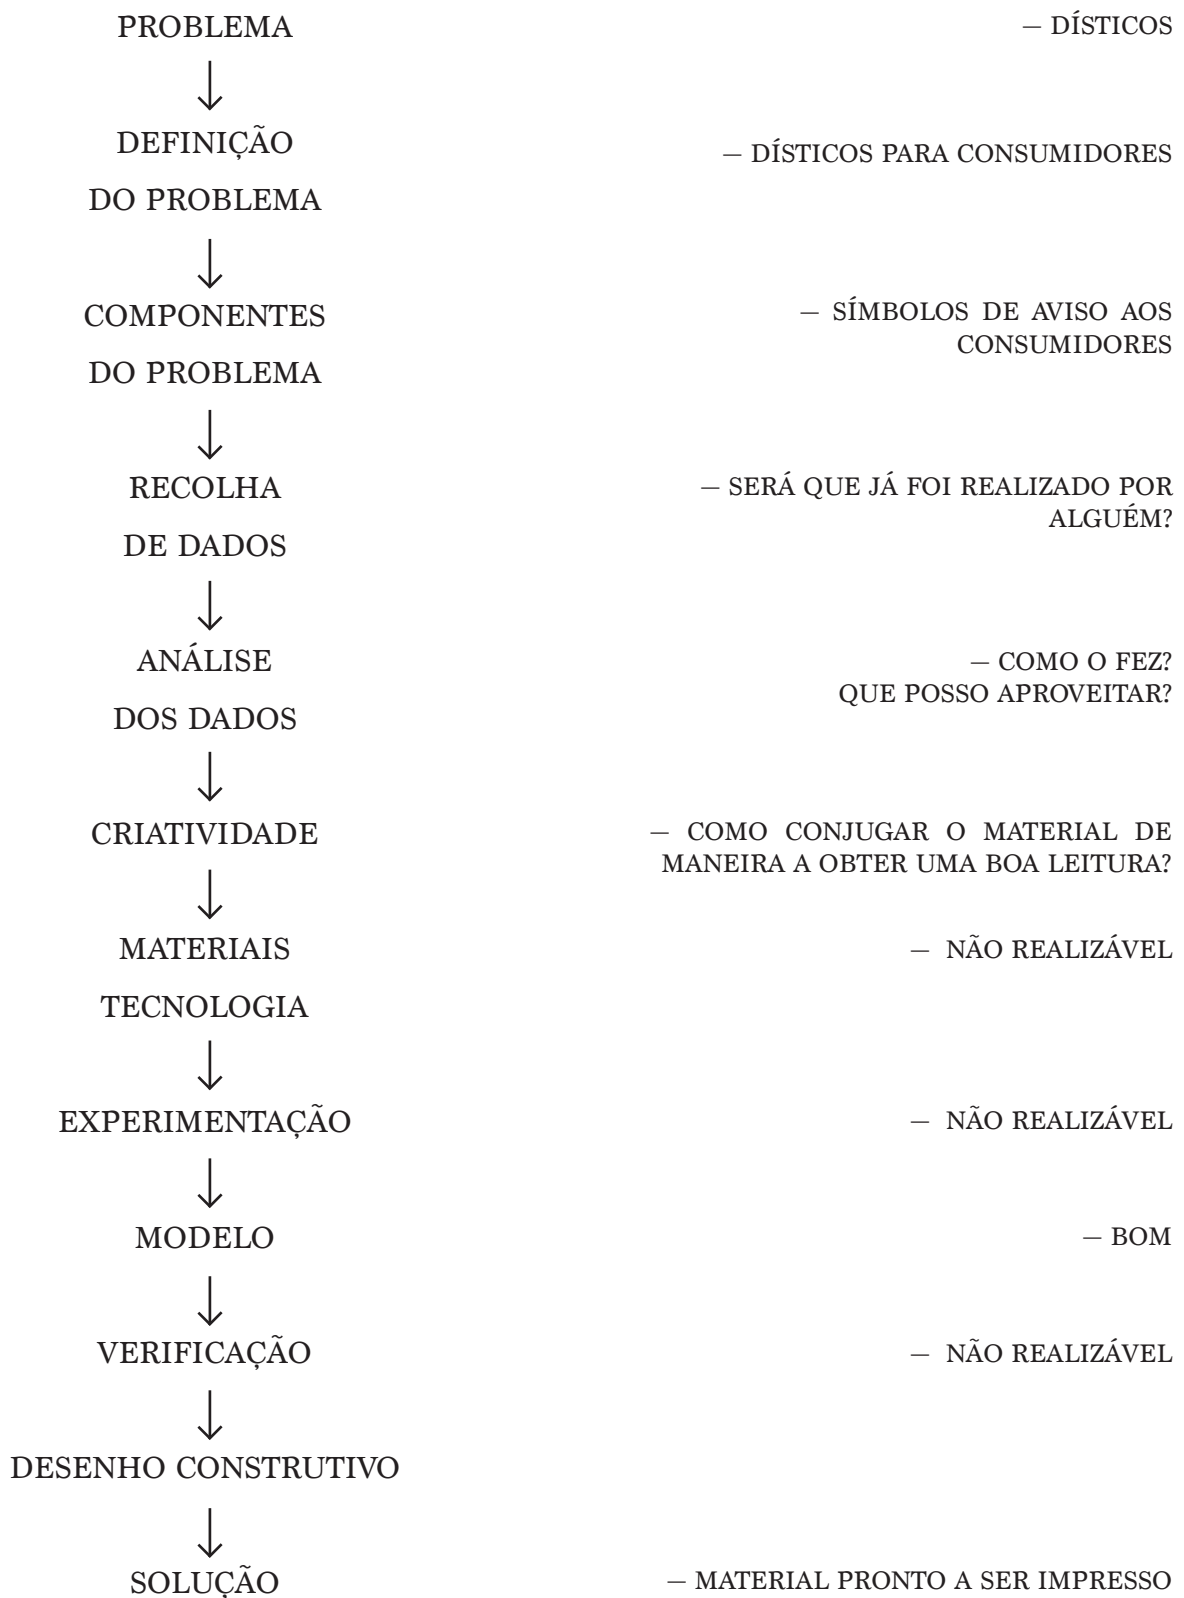 PROBLEMA
— DÍSTICOS
DEFINIÇÃO
DO PROBLEMA
— DÍSTICOS PARA CONSUMIDORES
COMPONENTES
DO PROBLEMA
— SÍMBOLOS DE AVISO AOS
CONSUMIDORES
RECOLHA
DE DADOS
— SERÁ QUE JÁ FOI REALIZADO POR
ALGUÉM?
ANÁLISE
DOS DADOS
— COMO O FEZ?
QUE POSSO APROVEITAR?
CRIATIVIDADE
— COMO CONJUGAR O MATERIAL DE
MANEIRA A OBTER UMA BOA LEITURA?
MATERIAIS
TECNOLOGIA
— NÃO REALIZÁVEL
EXPERIMENTAÇÃO
— NÃO REALIZÁVEL
MODELO
— BOM
VERIFICAÇÃO
— NÃO REALIZÁVEL
DESENHO CONSTRUTIVO
SOLUÇÃO
— MATERIAL PRONTO A SER IMPRESSO